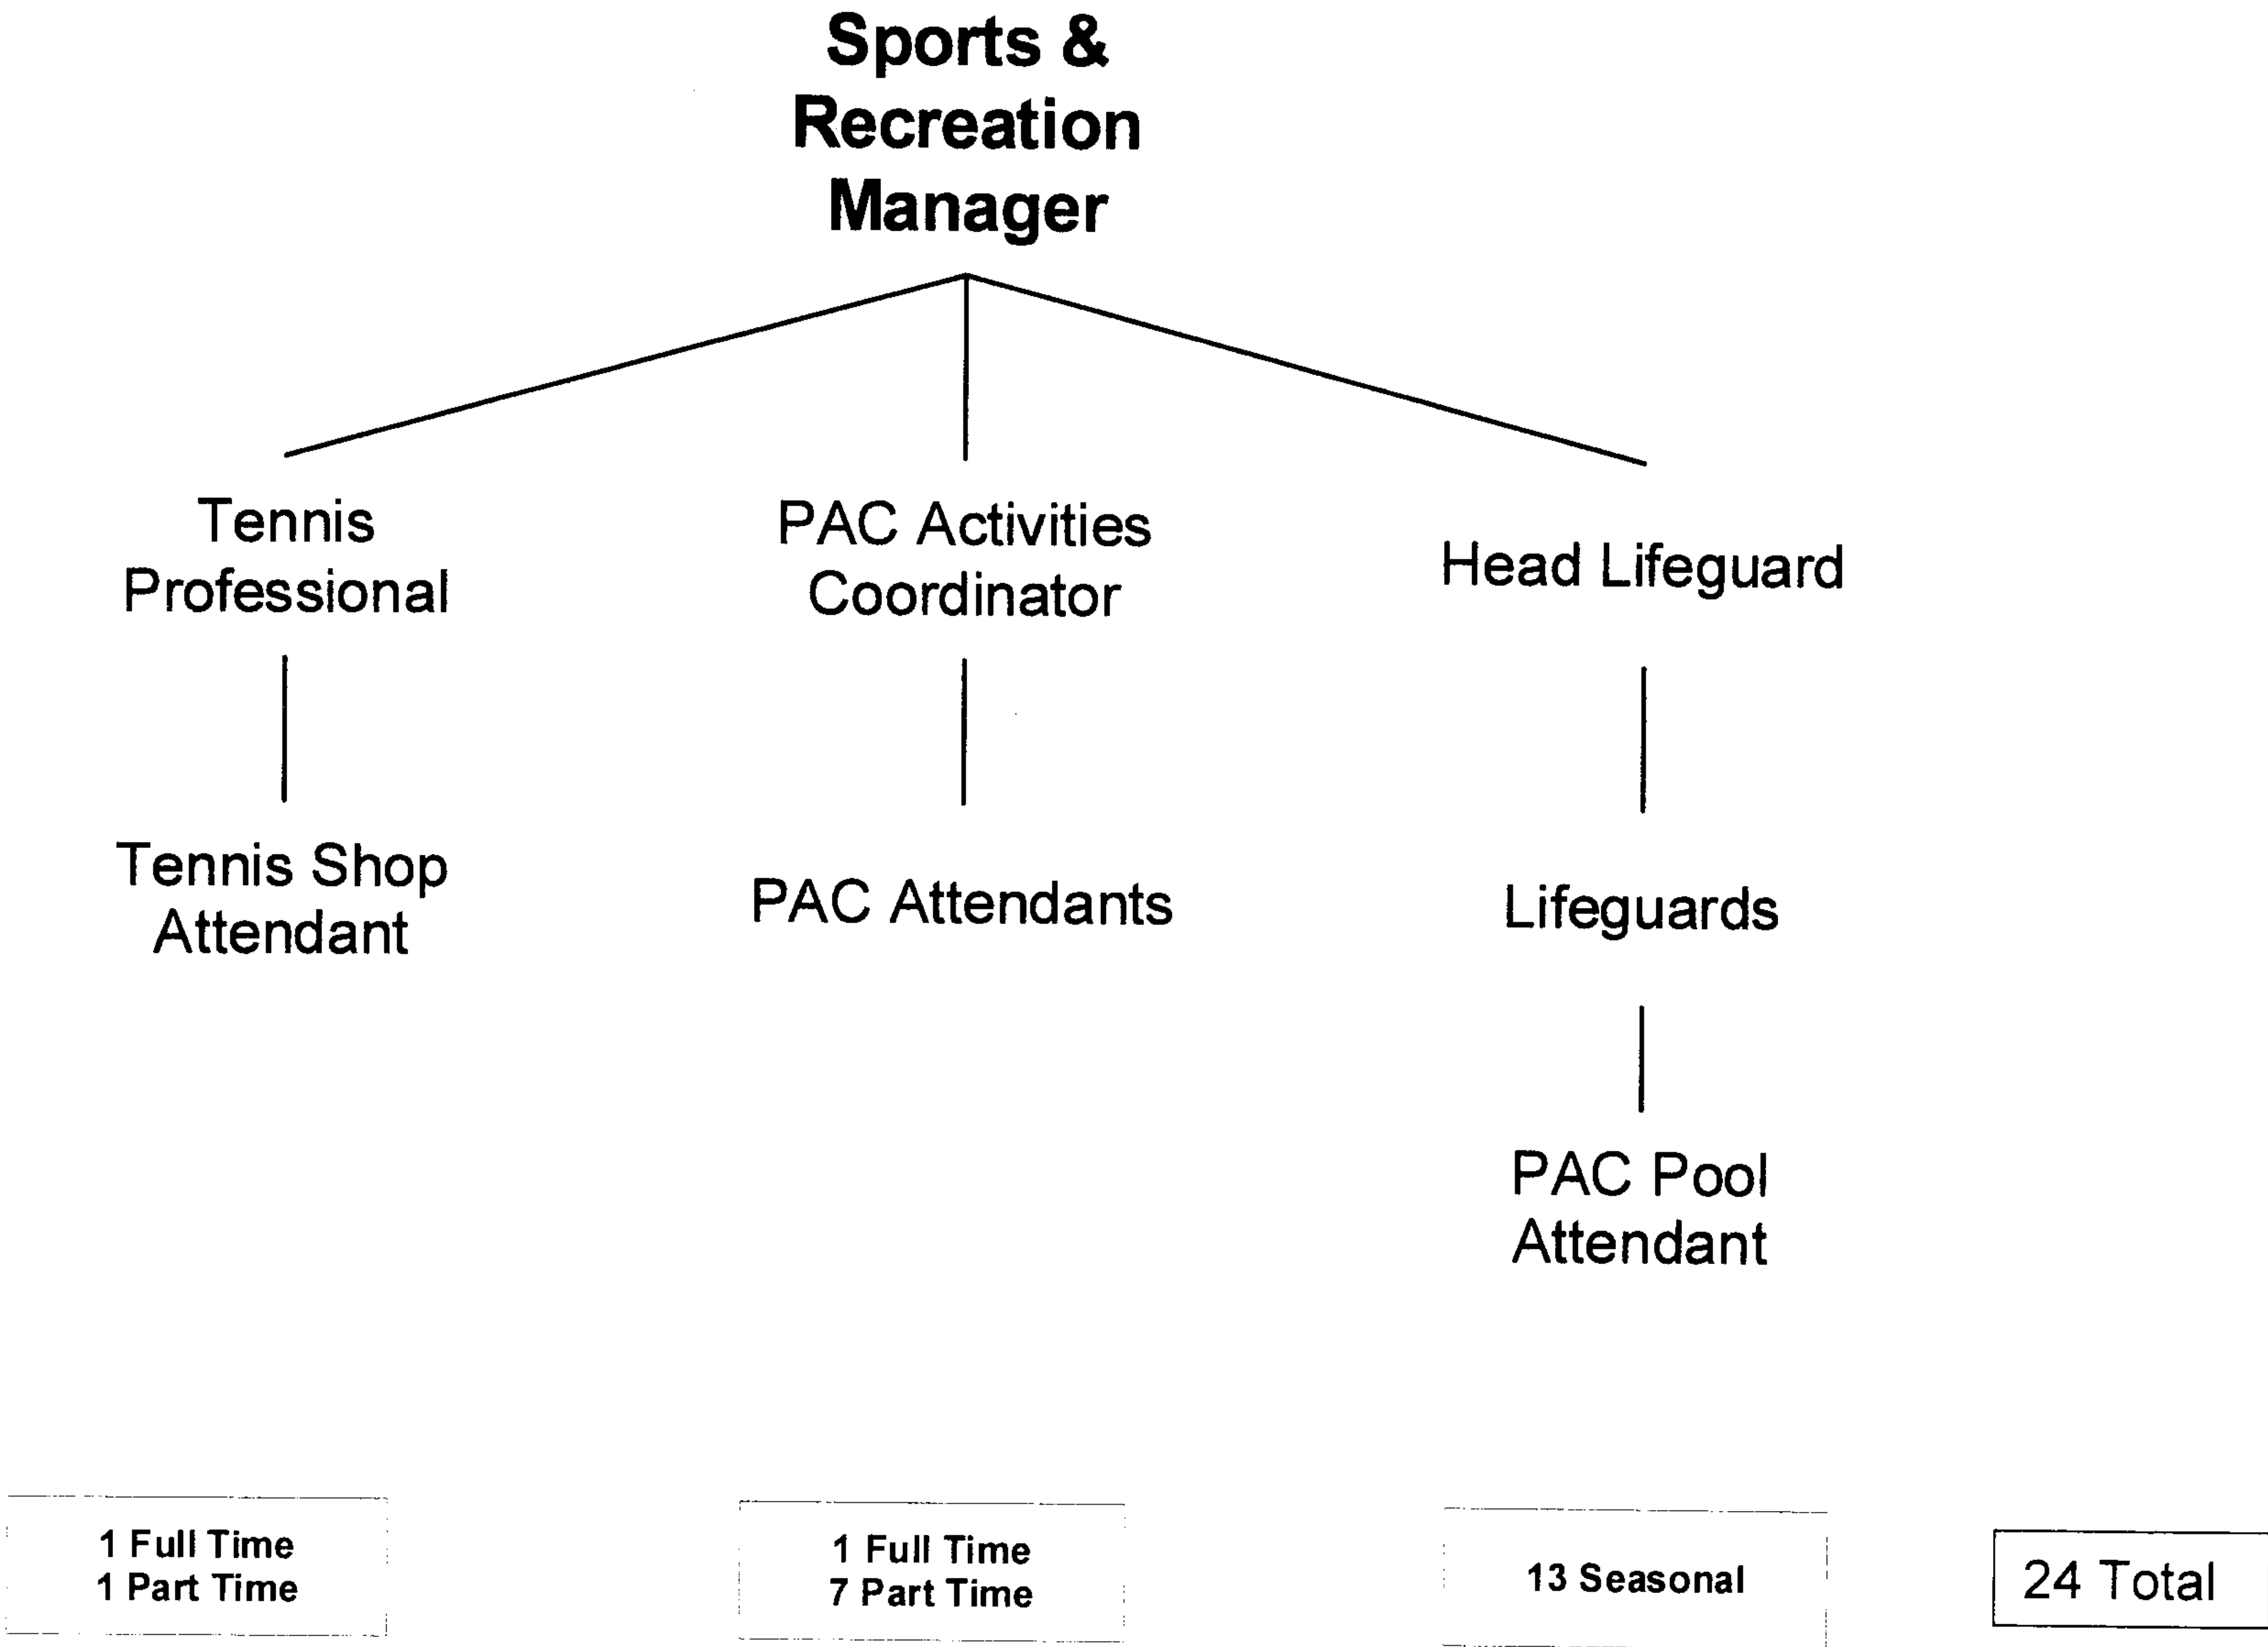 Sports &
Recreation
Manager
Tennis
Professional
PAC Activities
Coordinator
Head Lifeguard
Tennis Shop
Attendant
PAC Attendants
Lifeguards
PAC Pool
Attendant
1 Full Time
1 Part Time
1 Full Time
7 Part Time
13 Seasonal
24 Total